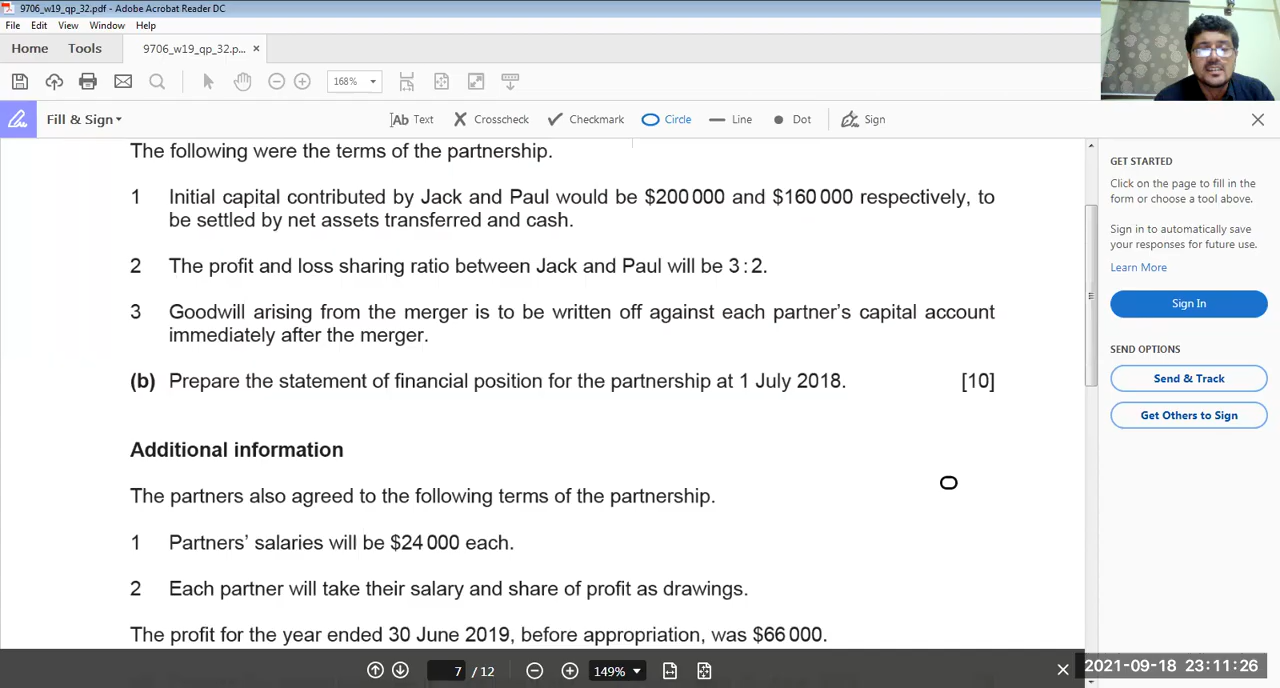 9706_w19_qp_32.pdf - Adobe Acrobat Reader DC
File Edit View Window Help
Home Tools 9706_w19_qp_32.p... ×
168%
Fill & Sign Ab Text Crosscheck Checkmark Circle Line Dot Sign
The following were the terms of the partnership.
1 Initial capital contributed by Jack and Paul would be $200 000 and $160 000 respectively, to
be settled by net assets transferred and cash.
2 The profit and loss sharing ratio between Jack and Paul will be 3 : 2.
3 Goodwill arising from the merger is to be written off against each partner's capital account
immediately after the merger.
(b) Prepare the statement of financial position for the partnership at 1 July 2018. [10]
Additional information
The partners also agreed to the following terms of the partnership.
1 Partners' salaries will be $24 000 each.
2 Each partner will take their salary and share of profit as drawings.
The profit for the year ended 30 June 2019, before appropriation, was $66 000.
GET STARTED
Click on the page to fill in the
form or choose a tool above.
Sign in to automatically save
your responses for future use.
Learn More
Sign In
SEND OPTIONS
Send & Track
Get Others to Sign
7 / 12 149%
2021-09-18 23:11:26